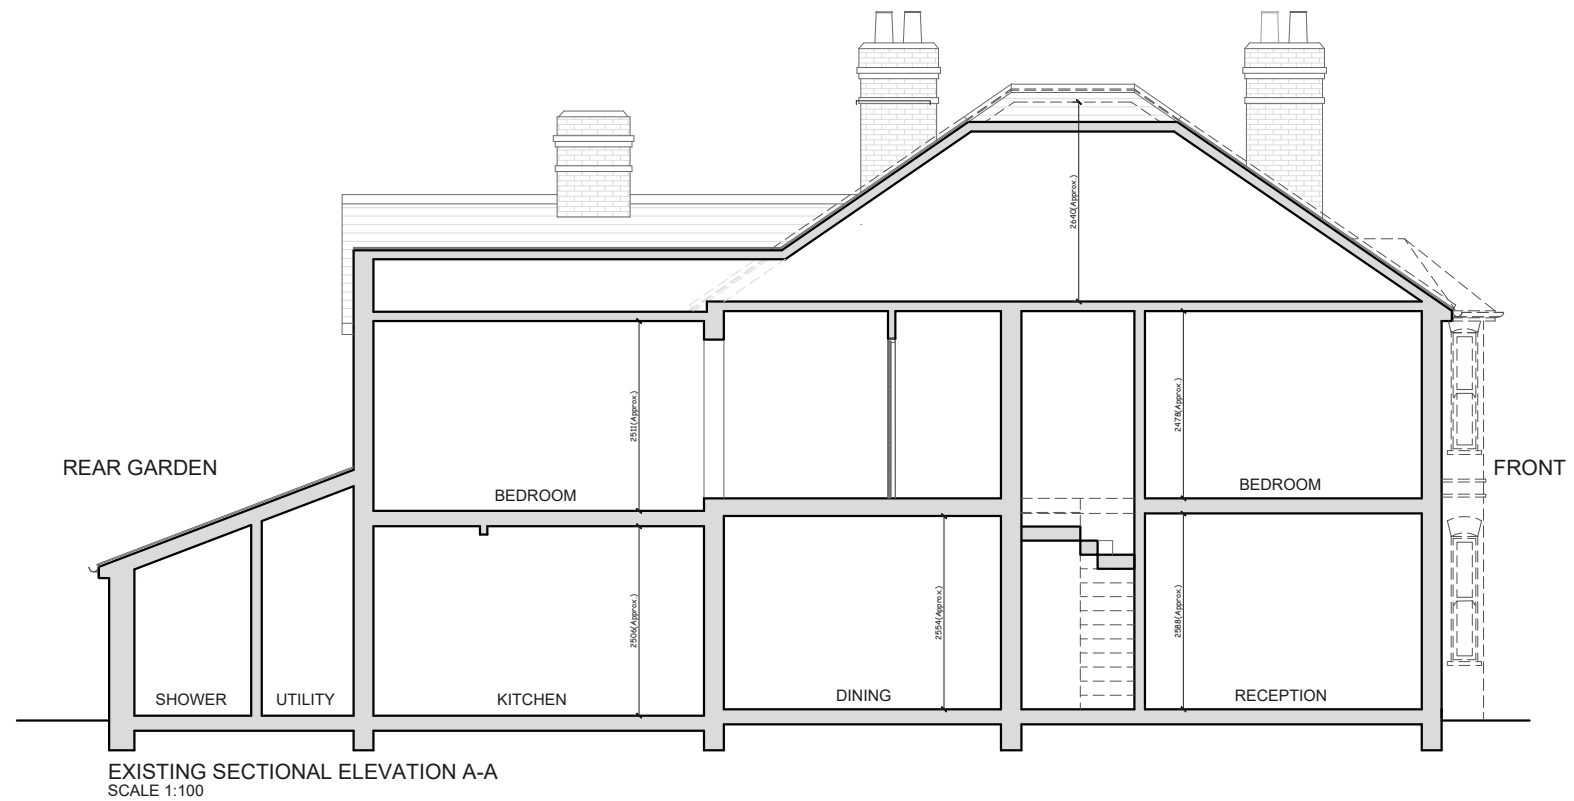 2640(Approx.)
2511(Approx.)
2478(Approx.)
REAR GARDEN
FRONT
BEDROOM
BEDROOM
2506(Approx.)
2554(Approx.)
2588(Approx.)
SHOWER
UTILITY
KITCHEN
DINING
RECEPTION
EXISTING SECTIONAL ELEVATION A-A
SCALE 1:100